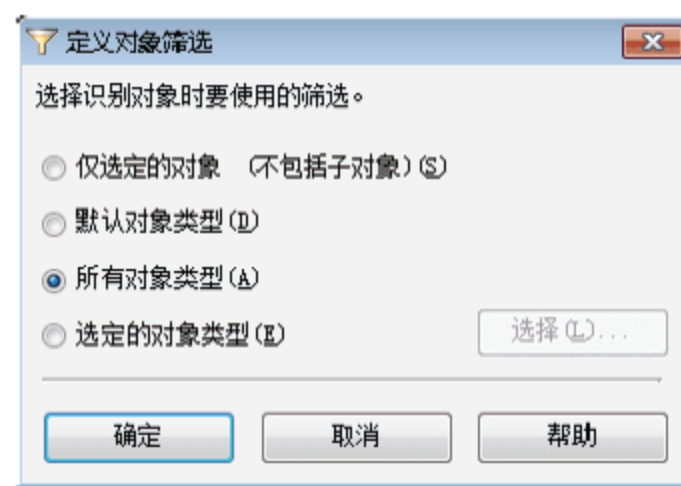 定义对象筛选
选择识别对象时要使用的筛选。
仅选定的对象 (不包括子对象)(S)
默认对象类型(D)
所有对象类型(A)
选定的对象类型(E) 选择(L)...
确定 取消 帮助